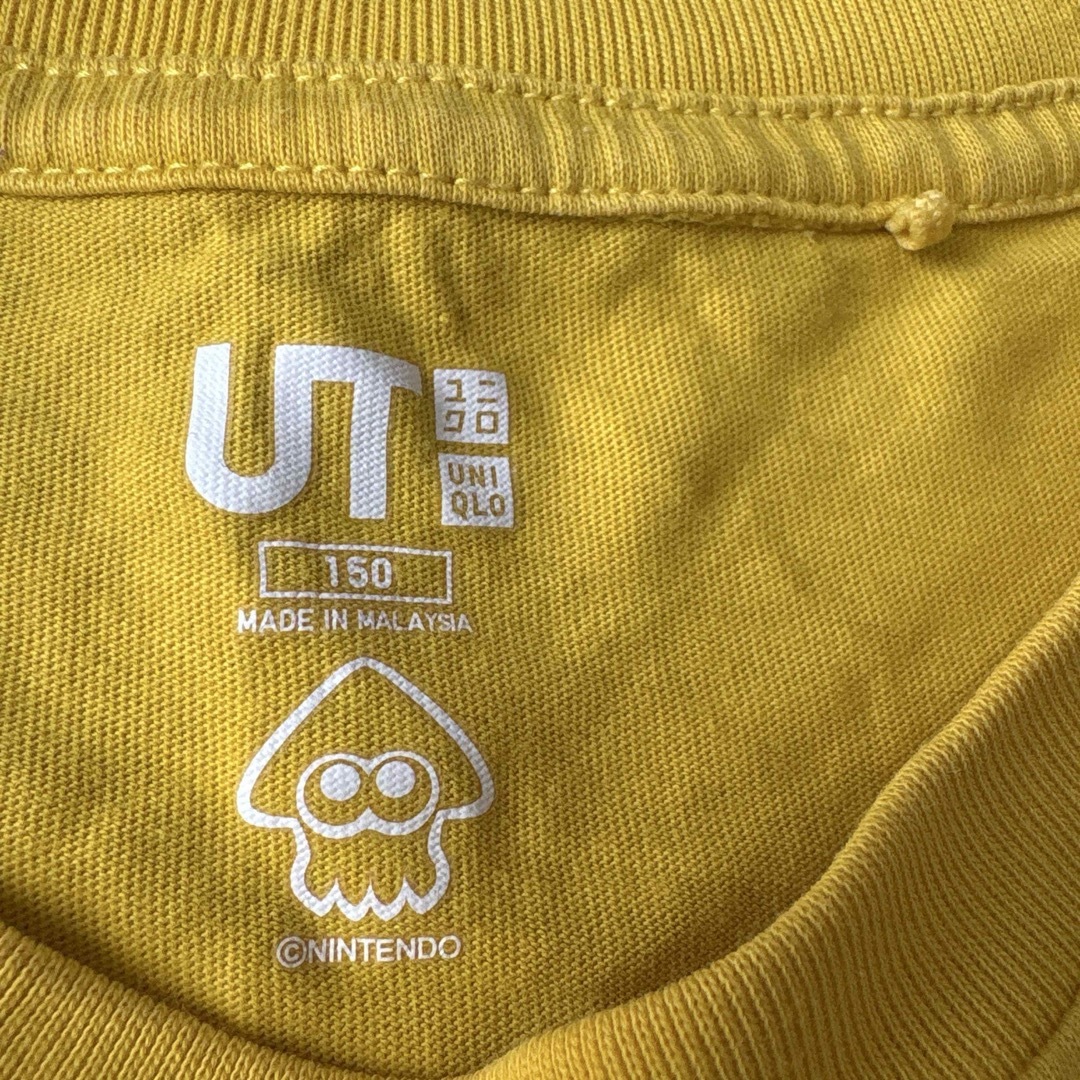 UT
ユニ
クロ
UNI
QLO
150
MADE IN MALAYSIA
©NINTENDO